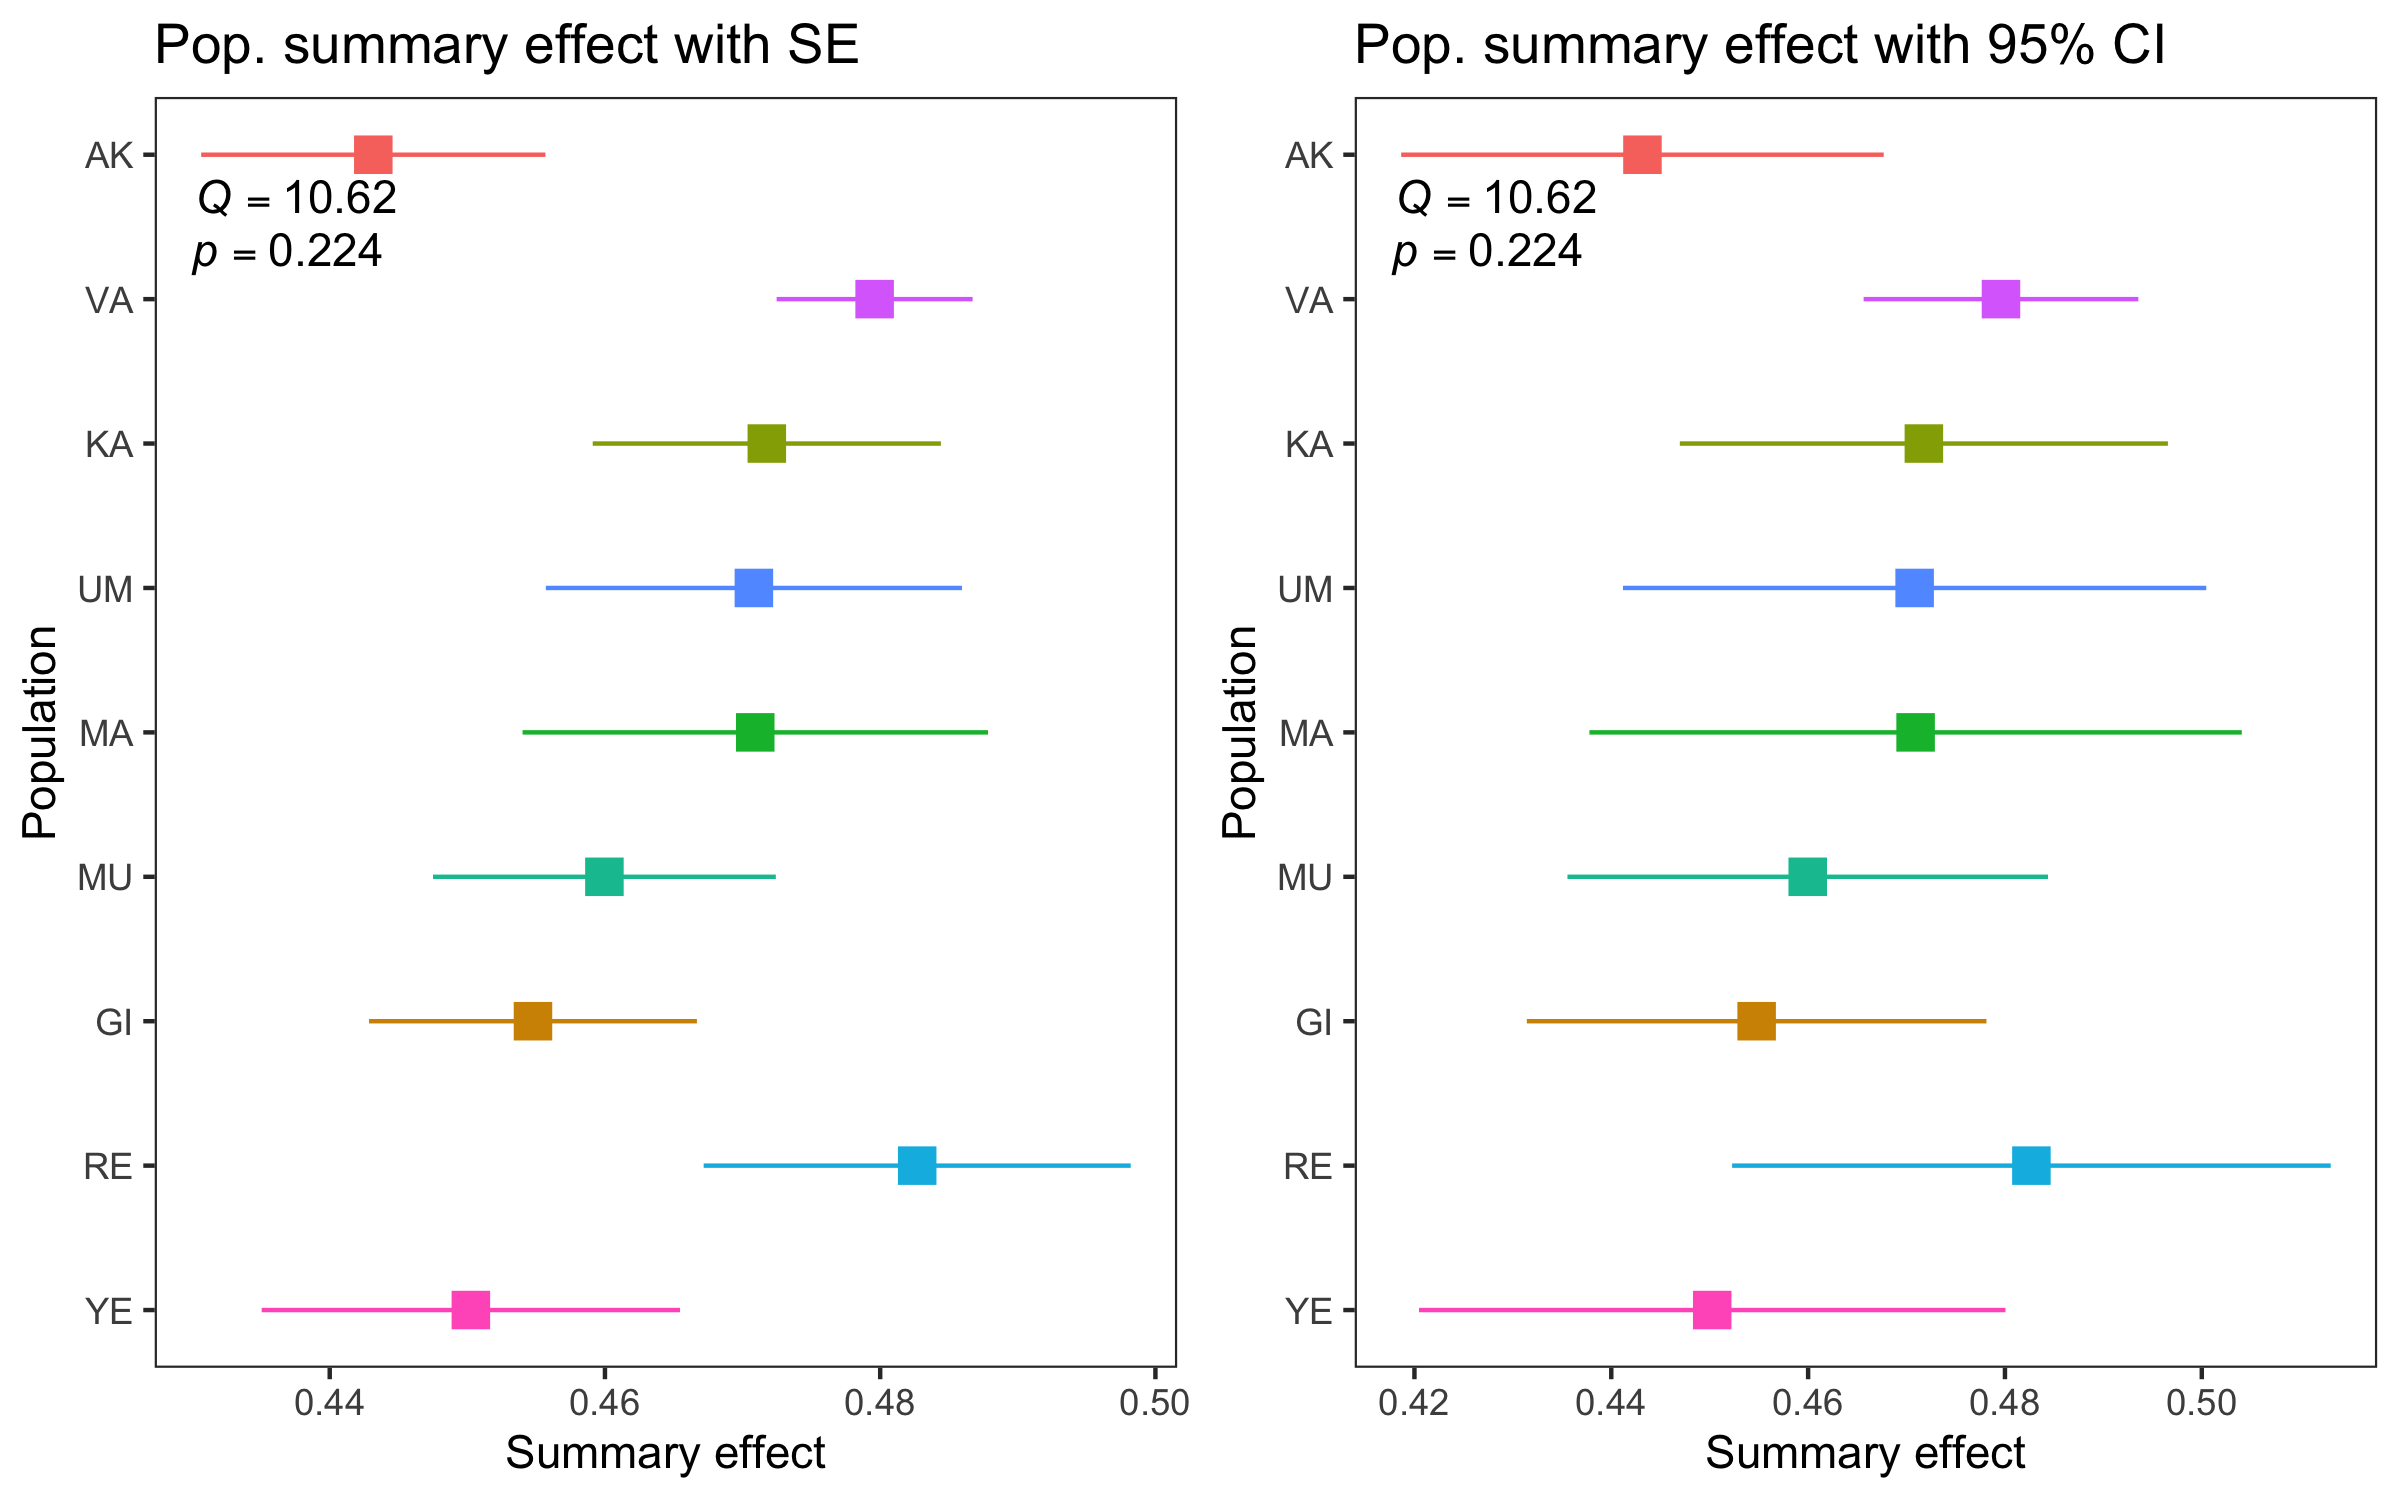 Pop. summary effect with SE
AK
Q = 10.62
p = 0.224
VA
KA
UM
MA
MU
GI
RE
YE
Population
0.44 0.46 0.48 0.50
Summary effect
Pop. summary effect with 95% CI
AK
Q = 10.62
p = 0.224
VA
KA
UM
MA
MU
GI
RE
YE
Population
0.42 0.44 0.46 0.48 0.50
Summary effect